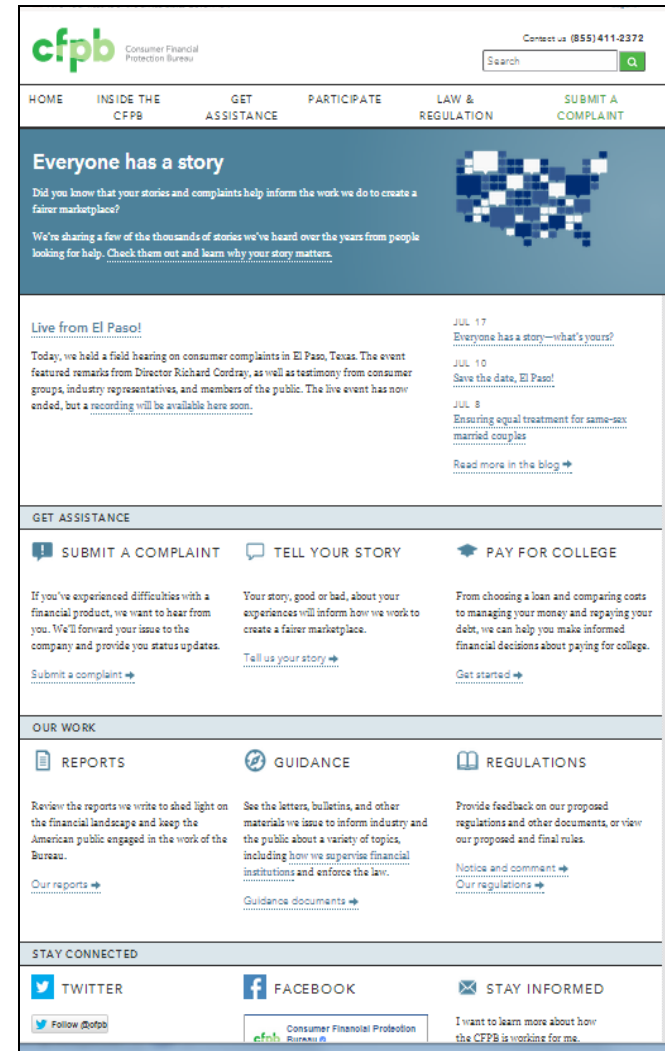 Contact us (855) 411-2372
cfpb Consumer Financial
Protection Bureau
Search
HOME INSIDE THE CFPB GET ASSISTANCE PARTICIPATE LAW & REGULATION SUBMIT A COMPLAINT
Everyone has a story
Did you know that your stories and complaints help inform the work we do to create a
fairer marketplace?
We're sharing a few of the thousands of stories we've heard over the years from people
looking for help. Check them out and learn why your story matters.
Live from El Paso!
Today, we held a field hearing on consumer complaints in El Paso, Texas. The event
featured remarks from Director Richard Cordray, as well as testimony from consumer
groups, industry representatives, and members of the public. The live event has now
ended, but a recording will be available here soon.
JUL 17
Everyone has a story—what's yours?
JUL 10
Save the date, El Paso!
JUL 8
Ensuring equal treatment for same-sex
married couples
Read more in the blog
GET ASSISTANCE
SUBMIT A COMPLAINT
If you've experienced difficulties with a
financial product, we want to hear from
you. We'll forward your issue to the
company and provide you status updates.
Submit a complaint
TELL YOUR STORY
Your story, good or bad, about your
experiences will inform how we work to
create a fairer marketplace.
Tell us your story
PAY FOR COLLEGE
From choosing a loan and comparing costs
to managing your money and repaying your
debt, we can help you make informed
financial decisions about paying for college.
Get started
OUR WORK
REPORTS
Review the reports we write to shed light on
the financial landscape and keep the
American public engaged in the work of the
Bureau.
Our reports
GUIDANCE
See the letters, bulletins, and other
materials we issue to inform industry and
the public about a variety of topics,
including how we supervise financial
institutions and enforce the law.
Guidance documents
REGULATIONS
Provide feedback on our proposed
regulations and other documents, or view
our proposed and final rules.
Notice and comment
Our regulations
STAY CONNECTED
TWITTER
Follow @cfpb
FACEBOOK
cfpb Consumer Financial Protection
Bureau
STAY INFORMED
I want to learn more about how
the CFPB is working for me.